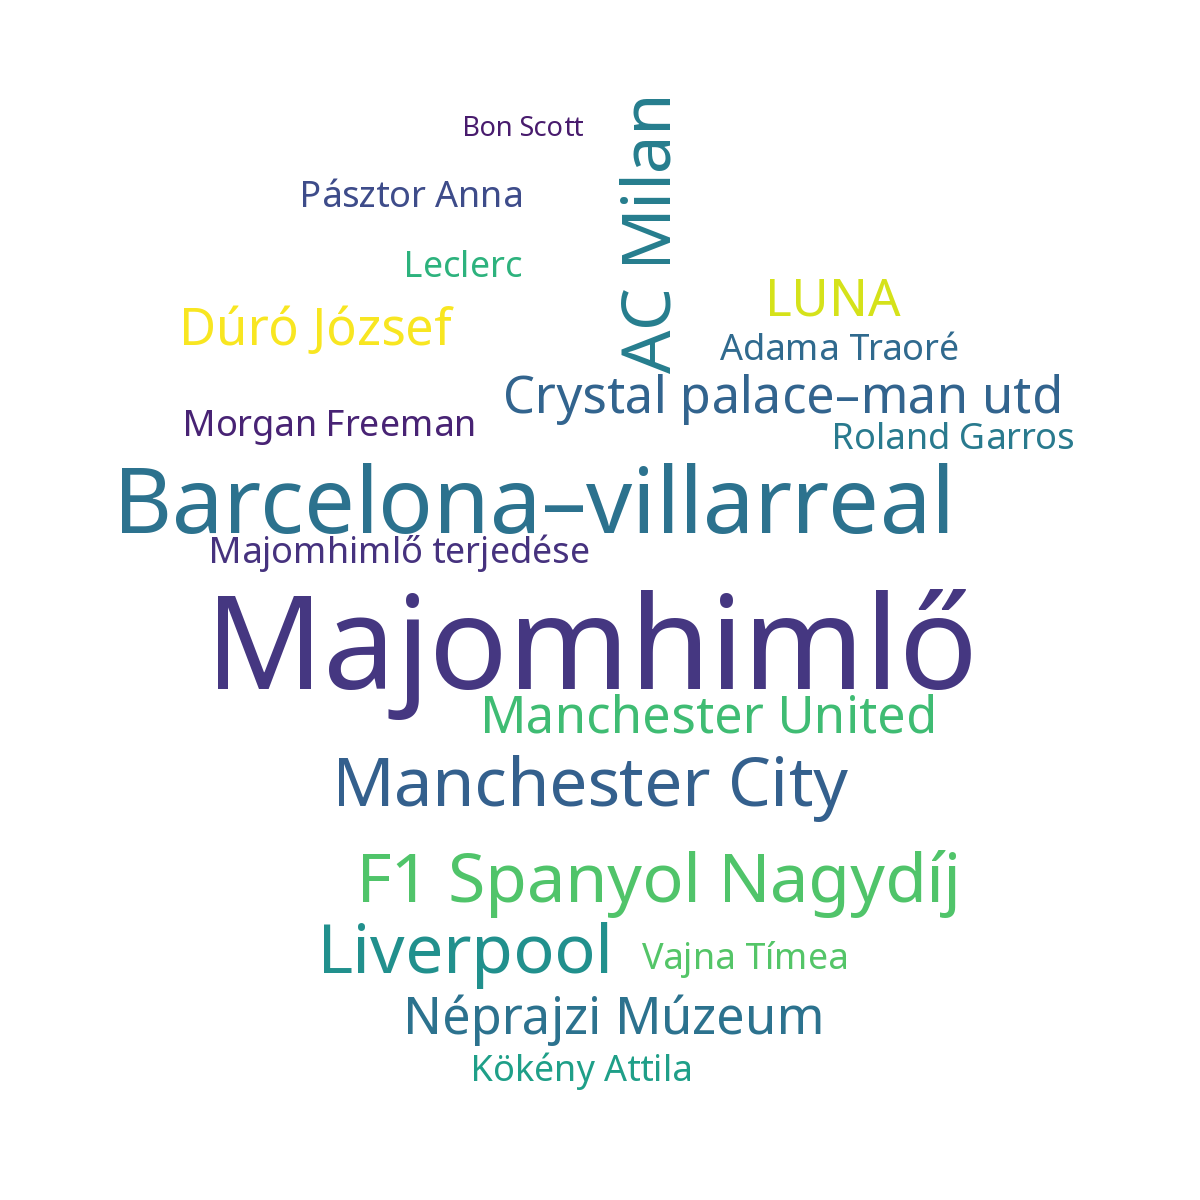 Bon Scott
AC Milan
Pásztor Anna
Leclerc
LUNA
Dúró József
Adama Traoré
Crystal palace–man utd
Morgan Freeman
Roland Garros
Barcelona–villarreal
Majomhimlő terjedése
Majomhimlő
Manchester United
Manchester City
F1 Spanyol Nagydíj
Liverpool
Vajna Tímea
Néprajzi Múzeum
Kökény Attila